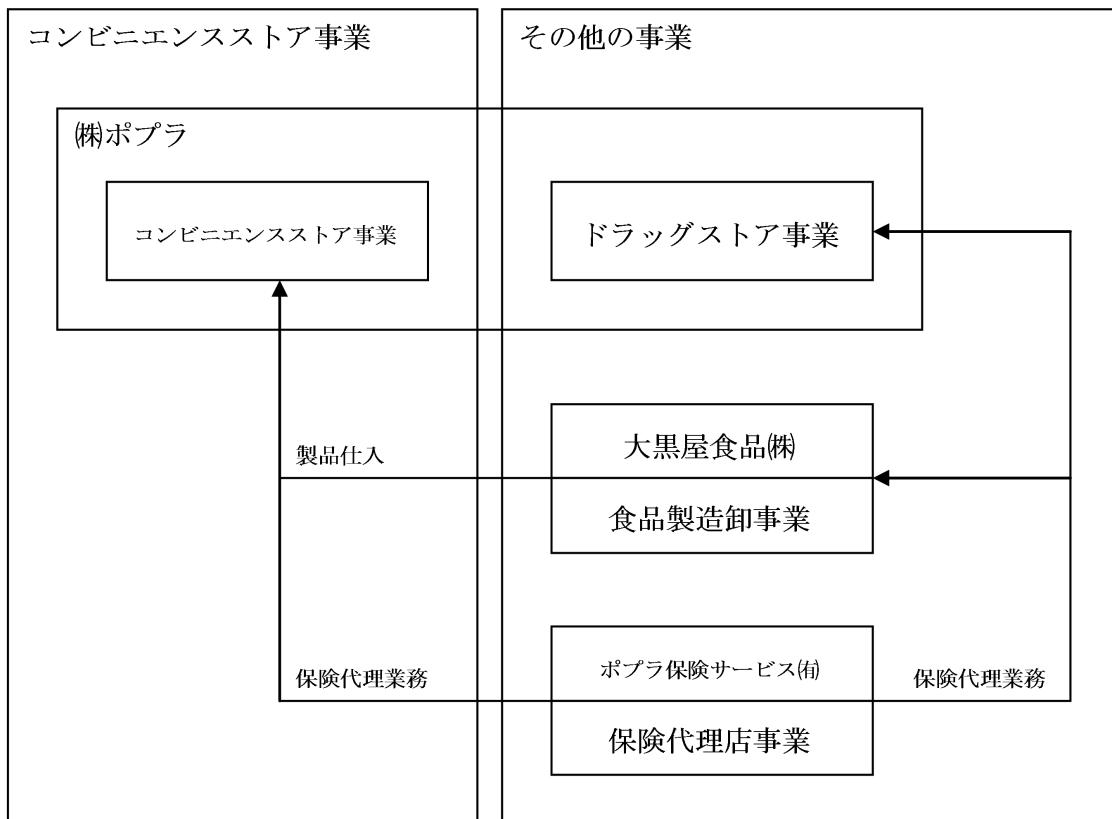 コンビニエンスストア事業
その他の事業
㈱ポプラ
コンビニエンスストア事業
ドラッグストア事業
製品仕入
大黒屋食品㈱
食品製造卸事業
保険代理業務
ポプラ保険サービス㈲
保険代理業務
保険代理店事業